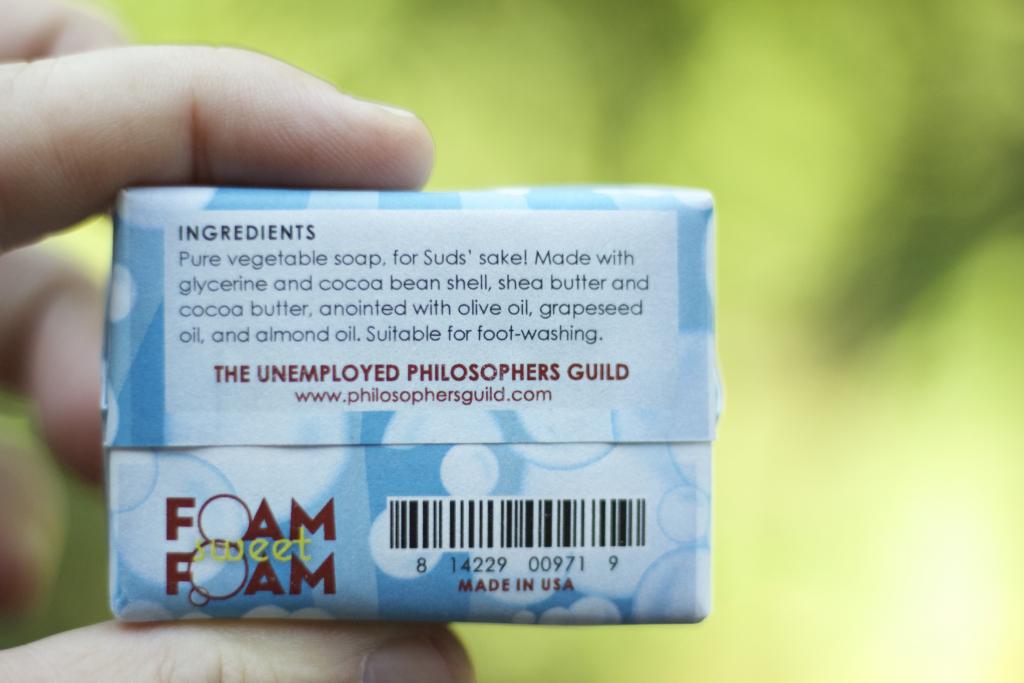 INGREDIENTS
Pure vegetable soap, for Suds' sake! Made with
glycerine and cocoa bean shell, shea butter and
cocoa butter, anointed with olive oil, grapeseed
oil, and almond oil. Suitable for foot-washing.
THE UNEMPLOYED PHILOSOPHERS GUILD
www.philosophersguild.com
FOAM
sweet
FOAM
8 14229 00971 9
MADE IN USA